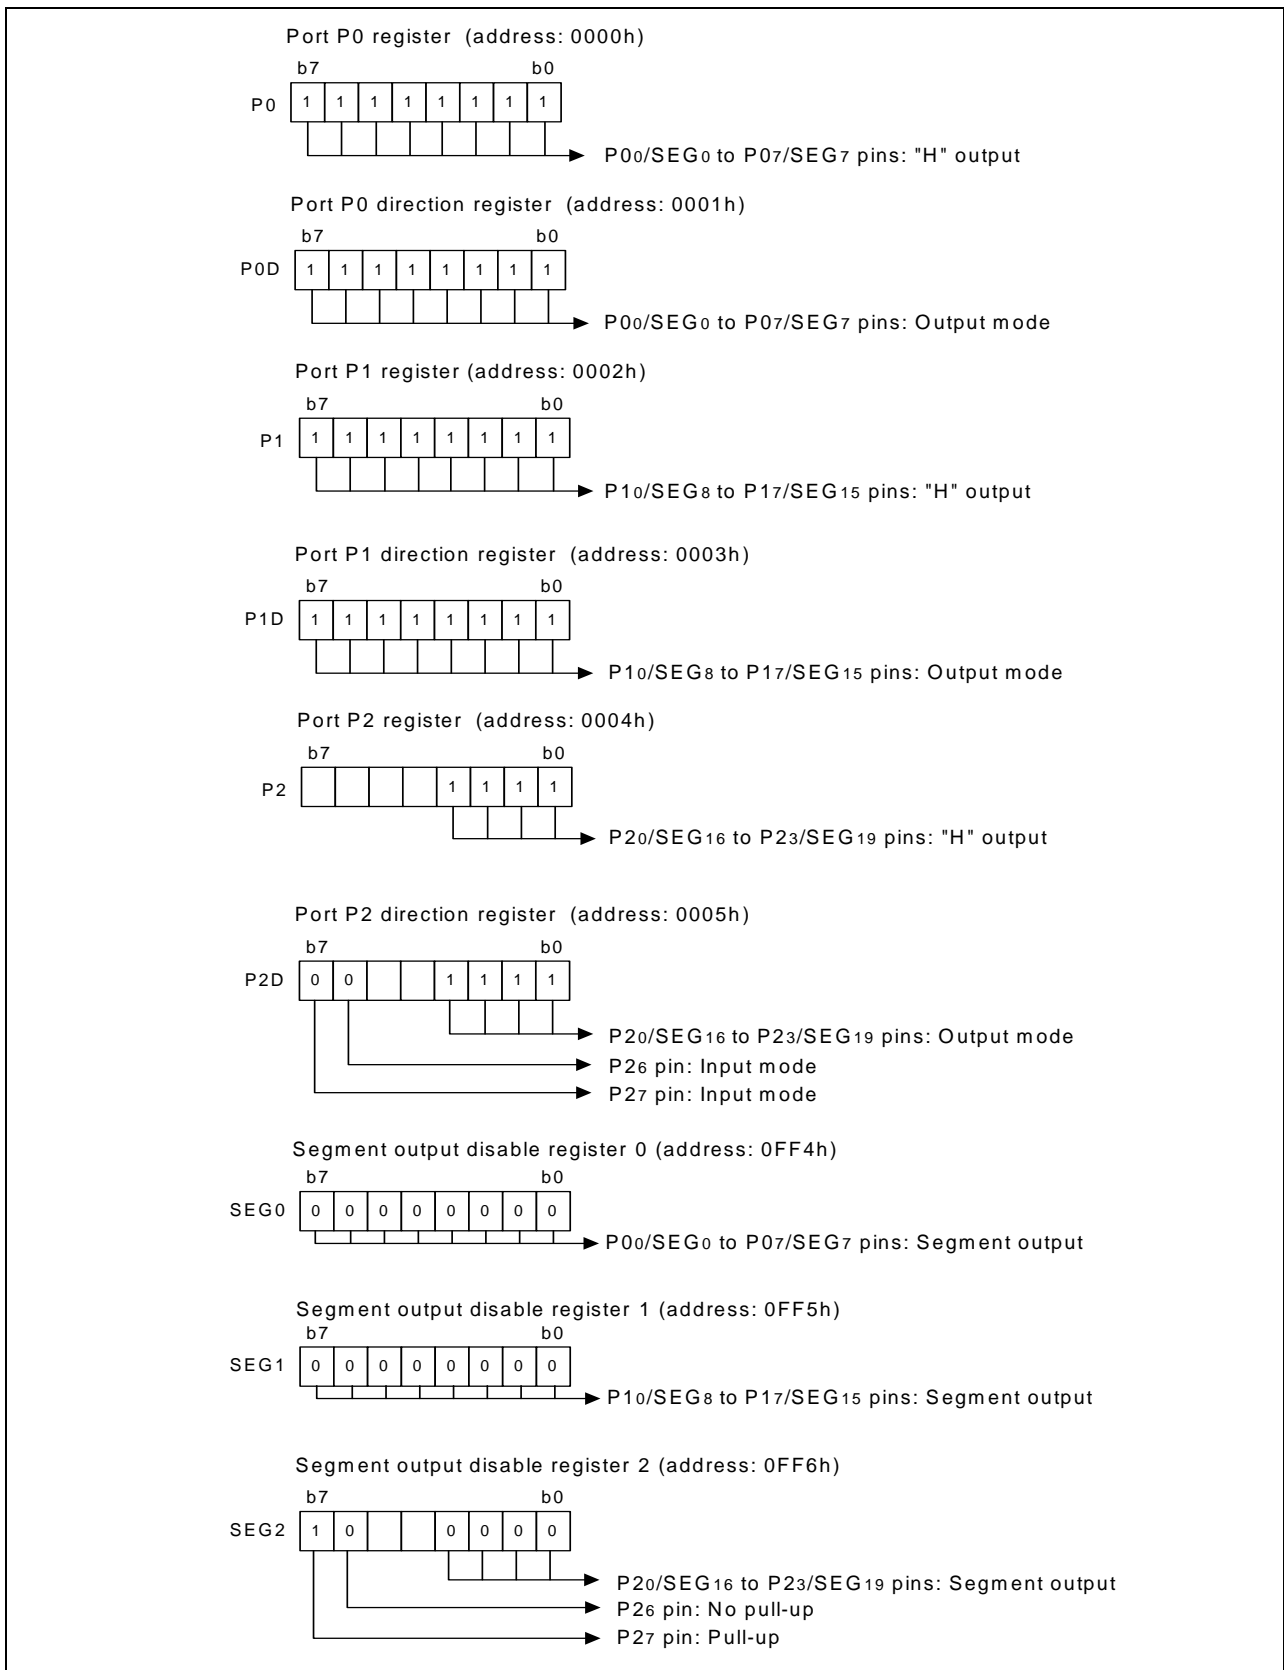 Port P0 register (address: 0000h)
b7 b0
P0 1 1 1 1 1 1 1 1
P00/SEG0 to P07/SEG7 pins: "H" output
Port P0 direction register (address: 0001h)
b7 b0
P0D 1 1 1 1 1 1 1 1
P00/SEG0 to P07/SEG7 pins: Output mode
Port P1 register (address: 0002h)
b7 b0
P1 1 1 1 1 1 1 1 1
P10/SEG8 to P17/SEG15 pins: "H" output
Port P1 direction register (address: 0003h)
b7 b0
P1D 1 1 1 1 1 1 1 1
P10/SEG8 to P17/SEG15 pins: Output mode
Port P2 register (address: 0004h)
b7 b0
P2 1 1 1 1
P20/SEG16 to P23/SEG19 pins: "H" output
Port P2 direction register (address: 0005h)
b7 b0
P2D 0 0 1 1 1 1
P20/SEG16 to P23/SEG19 pins: Output mode
P26 pin: Input mode
P27 pin: Input mode
Segment output disable register 0 (address: 0FF4h)
b7 b0
SEG0 0 0 0 0 0 0 0 0
P00/SEG0 to P07/SEG7 pins: Segment output
Segment output disable register 1 (address: 0FF5h)
b7 b0
SEG1 0 0 0 0 0 0 0 0
P10/SEG8 to P17/SEG15 pins: Segment output
Segment output disable register 2 (address: 0FF6h)
b7 b0
SEG2 1 0 0 0 0 0
P20/SEG16 to P23/SEG19 pins: Segment output
P26 pin: No pull-up
P27 pin: Pull-up